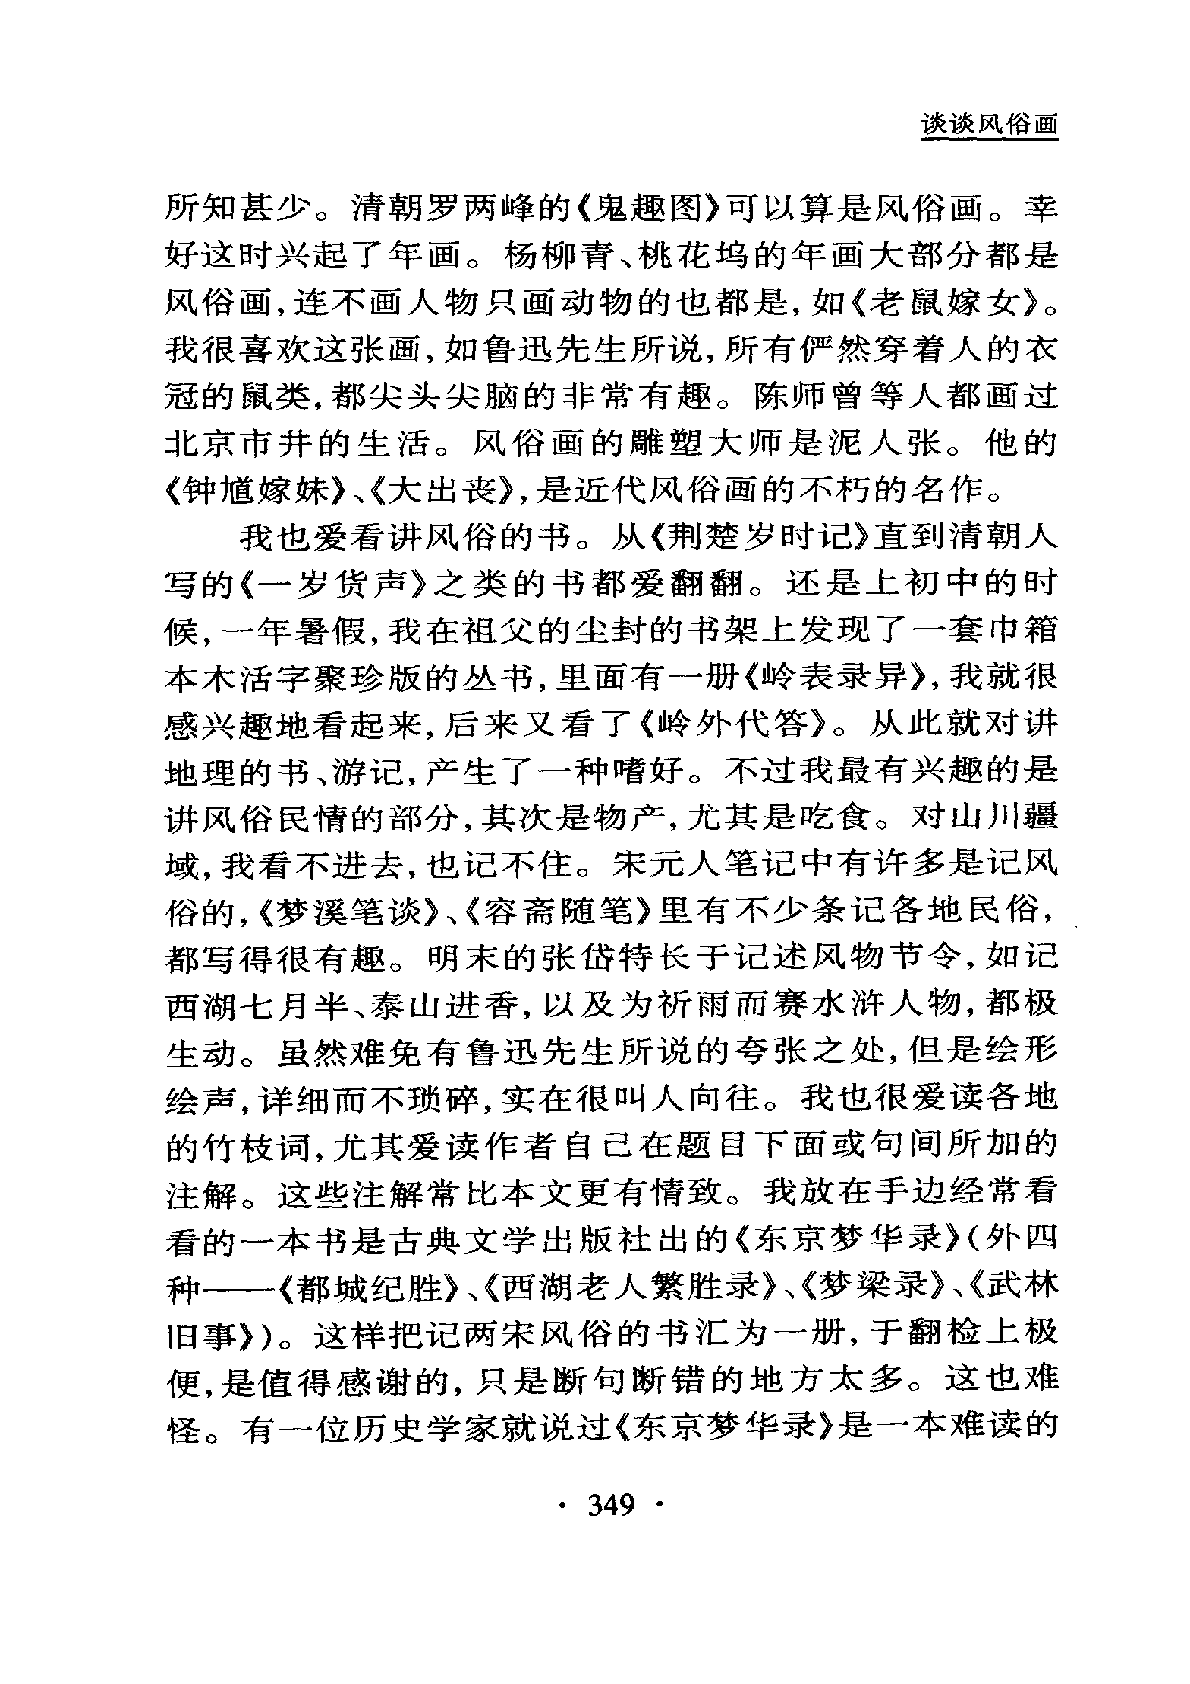 谈谈风俗画
所知甚少。清朝罗两峰的《鬼趣图》可以算是风俗画。幸
好这时兴起了年画。杨柳青、桃花坞的年画大部分都是
风俗画,连不画人物只画动物的也都是,如《老鼠嫁女》。
我很喜欢这张画,如鲁迅先生所说,所有俨然穿着人的衣
冠的鼠类,都尖头尖脑的非常有趣。陈师曾等人都画过
北京市井的生活。风俗画的雕塑大师是泥人张。他的
《钟馗嫁妹》、《大出丧》,是近代风俗画的不朽的名作。
我也爱看讲风俗的书。从《荆楚岁时记》直到清朝人
写的《一岁货声》之类的书都爱翻翻。还是上初中的时
候,一年暑假,我在祖父的尘封的书架上发现了一套巾箱
本木活字聚珍版的丛书,里面有一册《岭表录异》,我就很
感兴趣地看起来,后来又看了《岭外代答》。从此就对讲
地理的书、游记,产生了一种嗜好。不过我最有兴趣的是
讲风俗民情的部分,其次是物产,尤其是吃食。对山川疆
域,我看不进去,也记不住。宋元人笔记中有许多是记风
俗的,《梦溪笔谈》、《容斋随笔》里有不少条记各地民俗,
都写得很有趣。明末的张岱特长于记述风物节令,如记
西湖七月半、泰山进香,以及为祈雨而赛水浒人物,都极
生动。虽然难免有鲁迅先生所说的夸张之处,但是绘形
绘声,详细而不琐碎,实在很叫人向往。我也很爱读各地
的竹枝词,尤其爱读作者自己在题目下面或句间所加的
注解。这些注解常比本文更有情致。我放在手边经常看
看的一本书是古典文学出版社出的《东京梦华录》(外四
种——《都城纪胜》、《西湖老人繁胜录》、《梦粱录》、《武林
旧事》)。这样把记两宋风俗的书汇为一册,于翻检上极
便,是值得感谢的,只是断句断错的地方太多。这也难
怪。有一位历史学家就说过《东京梦华录》是一本难读的
· 349 ·